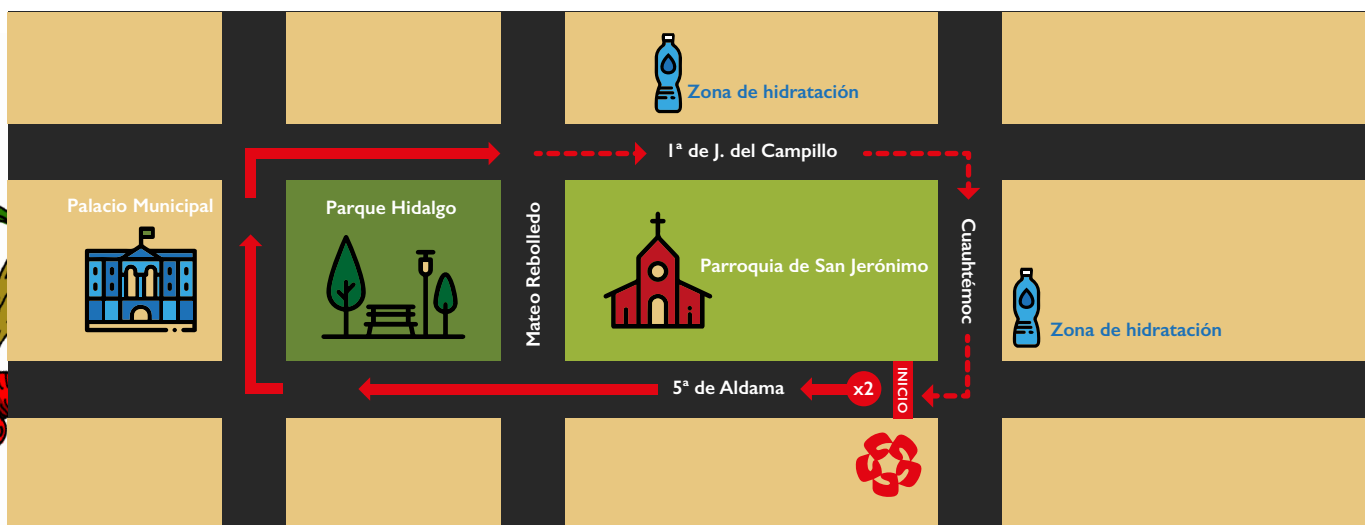 Zona de hidratación
1ª de J. del Campillo
Palacio Municipal
Parque Hidalgo
Mateo Rebolledo
Parroquia de San Jerónimo
Cuauhtémoc
Zona de hidratación
5ª de Aldama
x2
INICIO